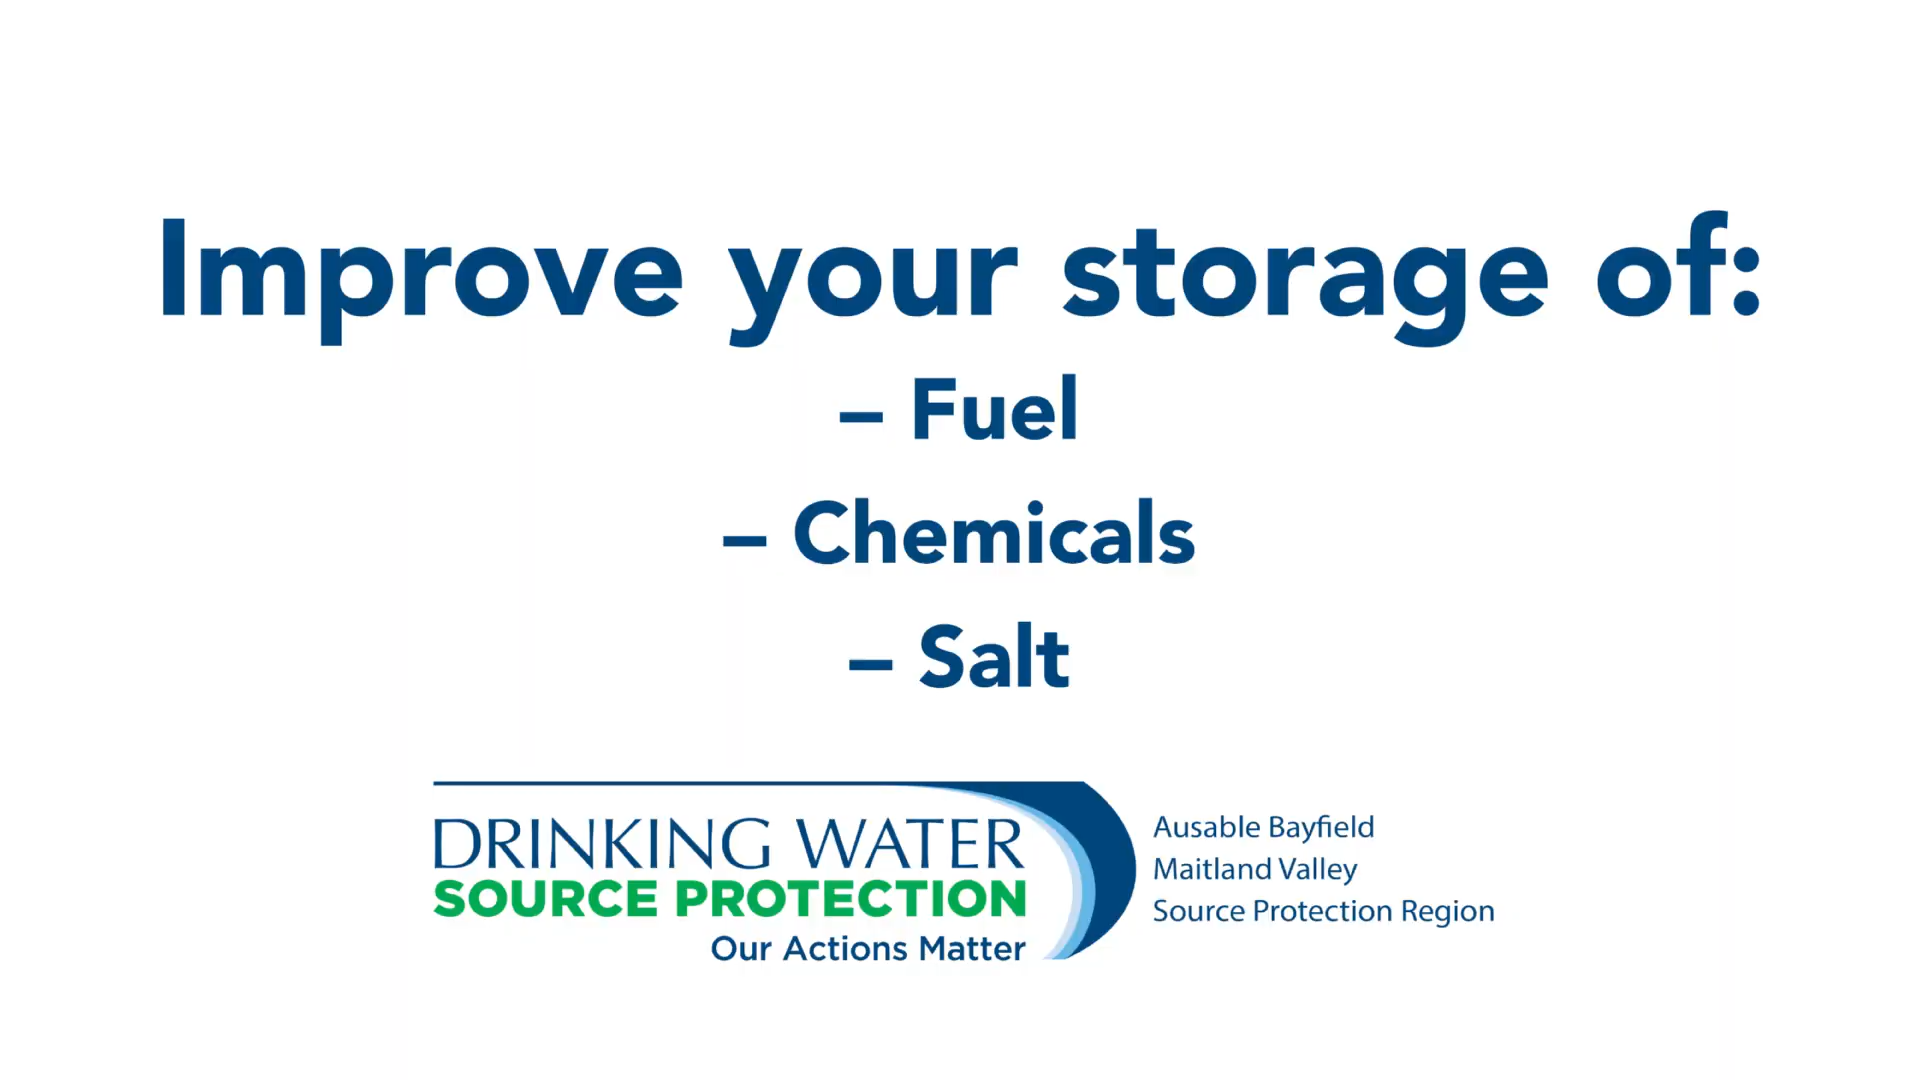 Improve your storage of:
– Fuel
– Chemicals
– Salt
DRINKING WATER
SOURCE PROTECTION
Our Actions Matter
Ausable Bayfield
Maitland Valley
Source Protection Region